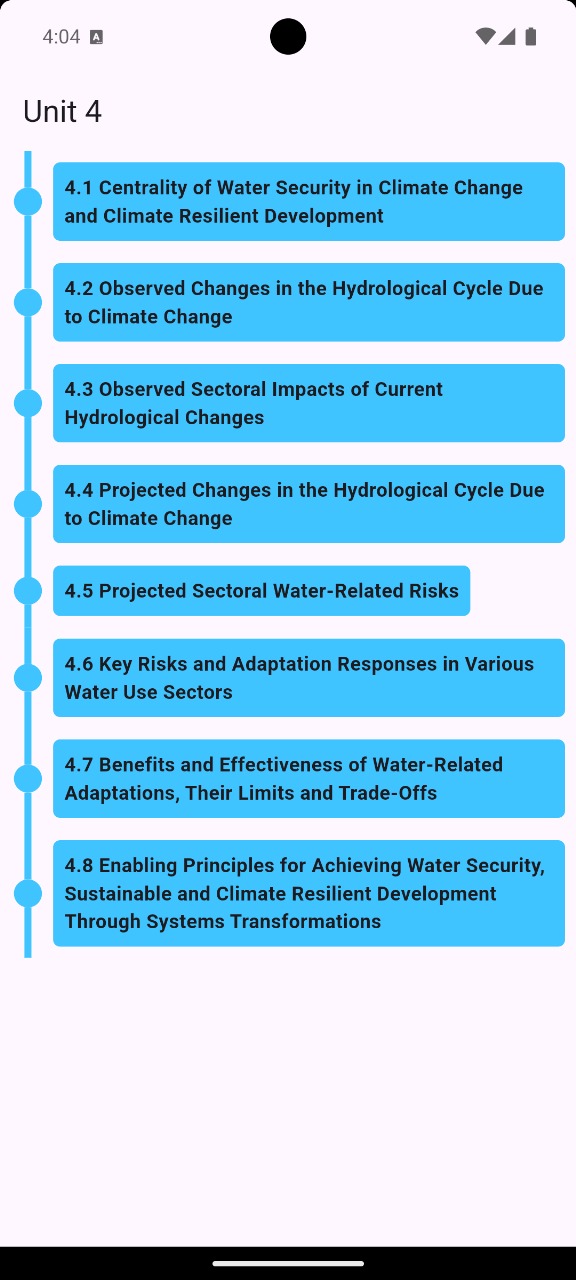 4:04
Unit 4
4.1 Centrality of Water Security in Climate Change
and Climate Resilient Development
4.2 Observed Changes in the Hydrological Cycle Due
to Climate Change
4.3 Observed Sectoral Impacts of Current
Hydrological Changes
4.4 Projected Changes in the Hydrological Cycle Due
to Climate Change
4.5 Projected Sectoral Water-Related Risks
4.6 Key Risks and Adaptation Responses in Various
Water Use Sectors
4.7 Benefits and Effectiveness of Water-Related
Adaptations, Their Limits and Trade-Offs
4.8 Enabling Principles for Achieving Water Security,
Sustainable and Climate Resilient Development
Through Systems Transformations